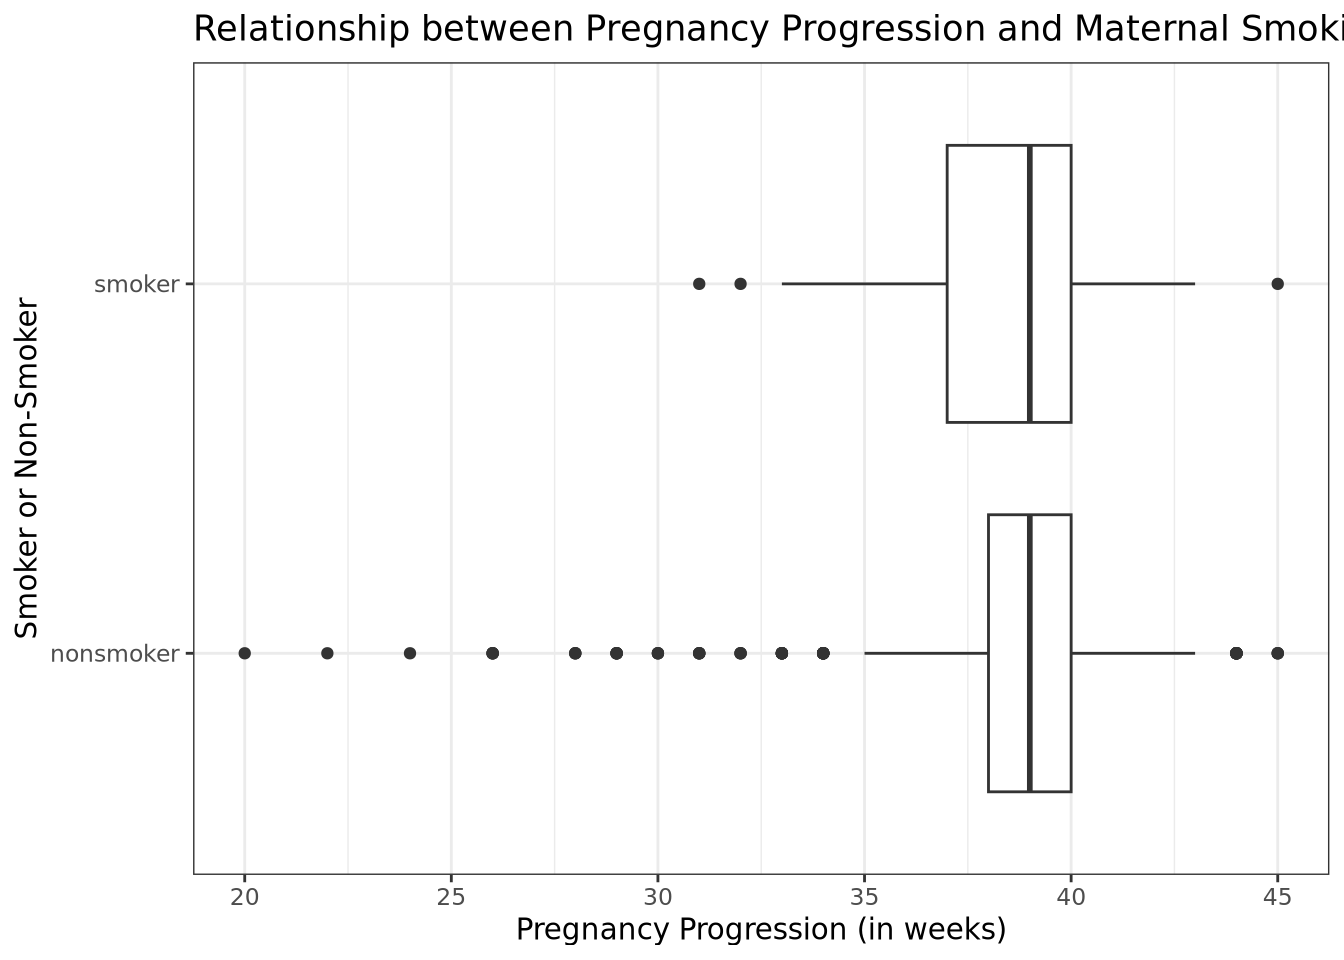 Relationship between Pregnancy Progression and Maternal Smoki
smoker
nonsmoker
Smoker or Non-Smoker
20 25 30 35 40 45
Pregnancy Progression (in weeks)